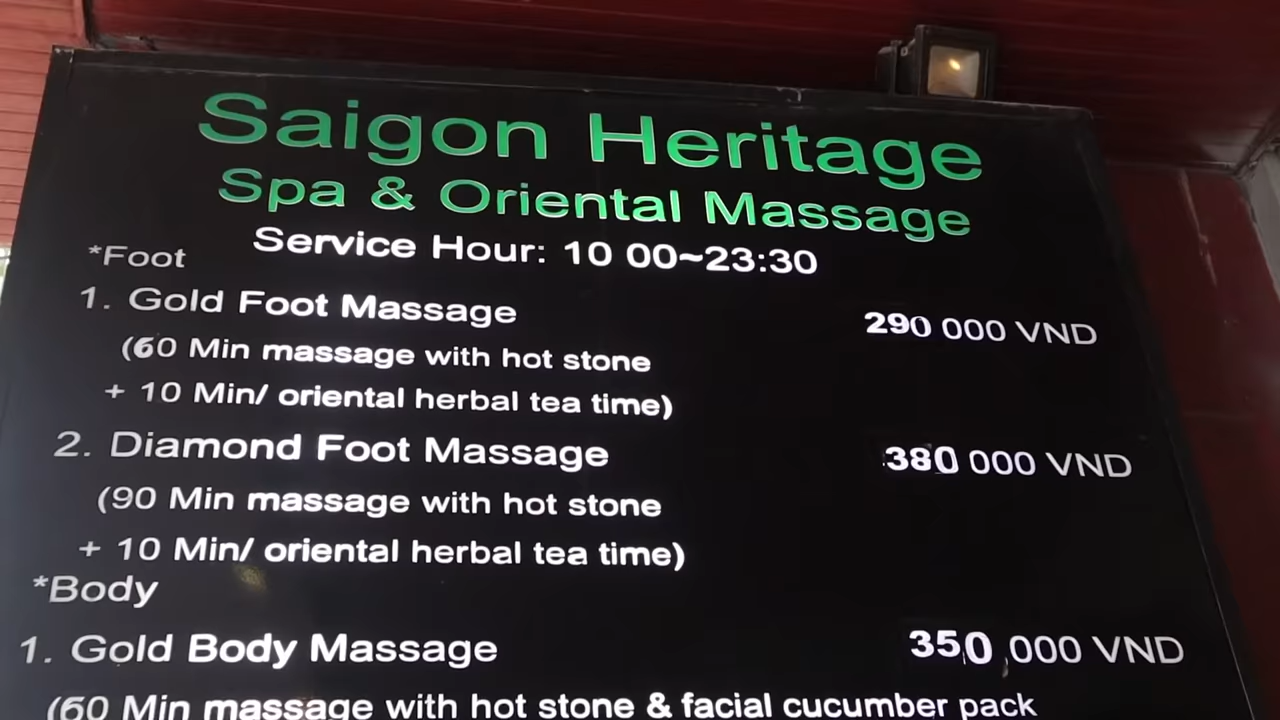 Saigon Heritage
Spa & Oriental Massage
Service Hour: 10 00~23:30
*Foot
1. Gold Foot Massage 290 000 VND
(60 Min massage with hot stone
+ 10 Min/ oriental herbal tea time)
2. Diamond Foot Massage 380 000 VND
(90 Min massage with hot stone
+ 10 Min/ oriental herbal tea time)
*Body
1. Gold Body Massage 350,000 VND
(60 Min massage with hot stone & facial cucumber pack